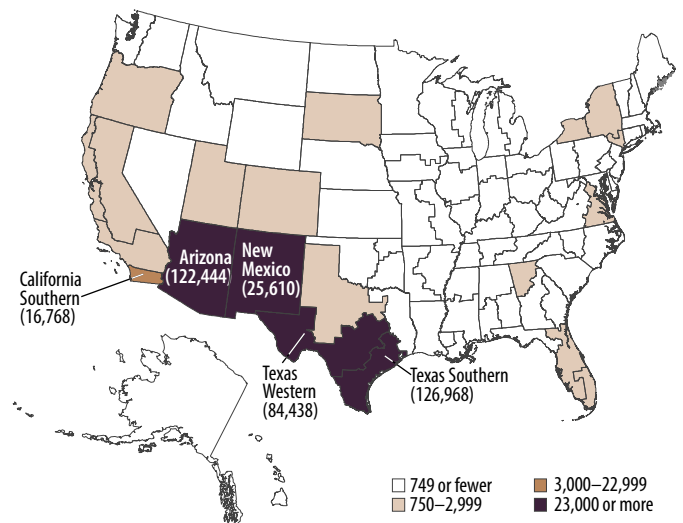 Arizona
(122,444)
New
Mexico
(25,610)
California
Southern
(16,768)
Texas
Western
(84,438)
Texas Southern
(126,968)
749 or fewer
750–2,999
3,000–22,999
23,000 or more